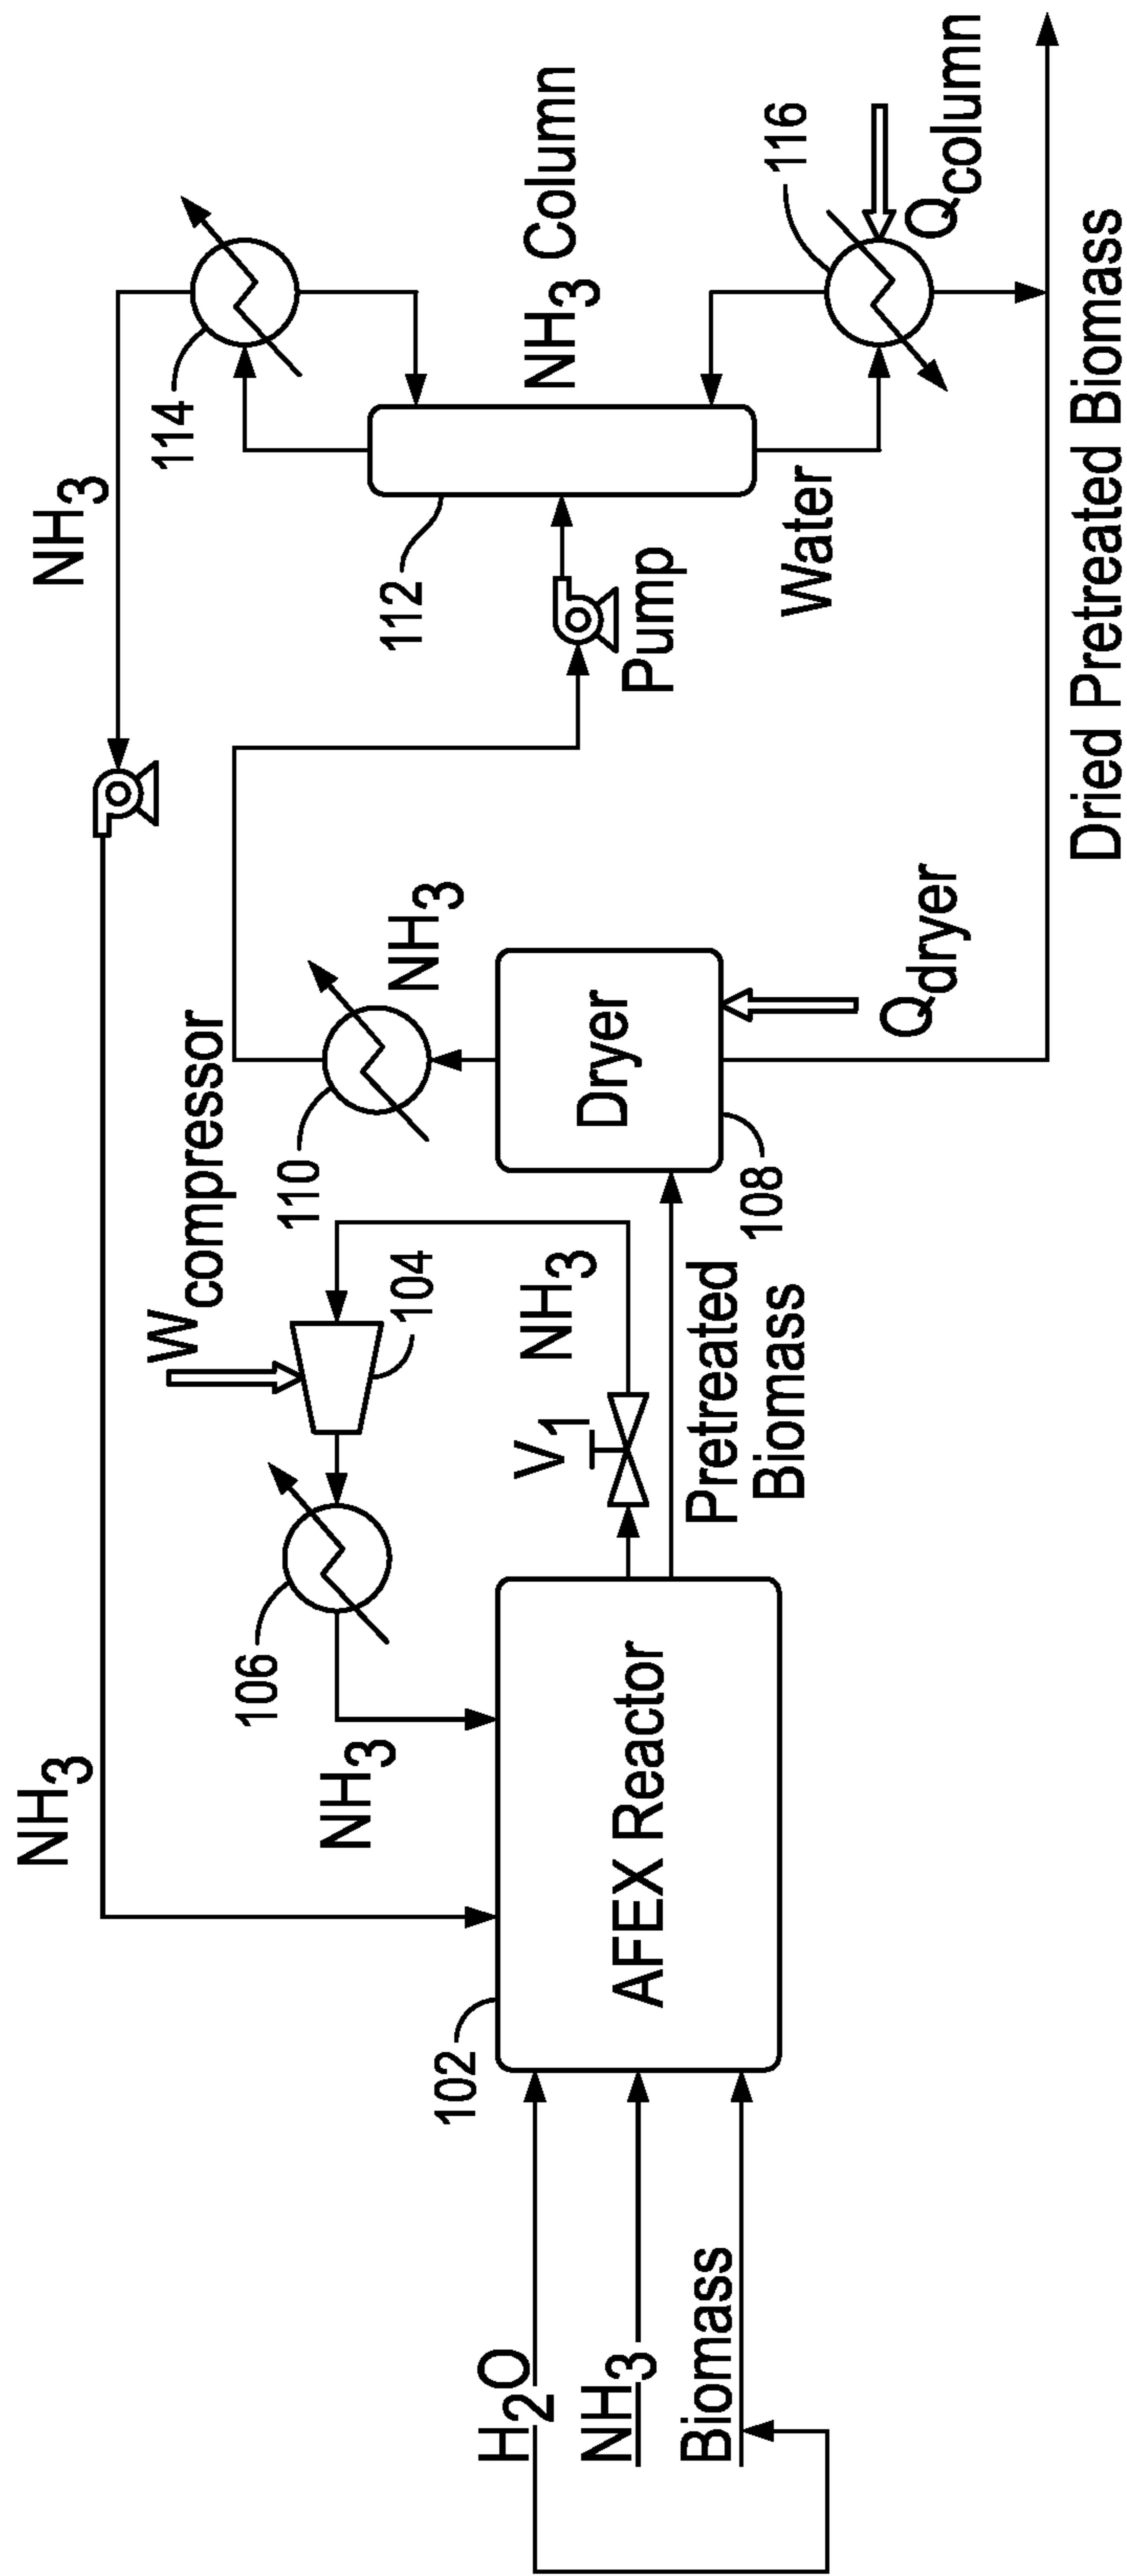 NH3
NH3
114
Wcompressor
110
NH3
NH3 Column
106
NH3
104
112
Pump
116
Qcolumn
102
AFEX Reactor
V1
NH3
Dryer
Water
H2O
NH3
Biomass
Pretreated
Biomass
108
Qdryer
Dried Pretreated Biomass